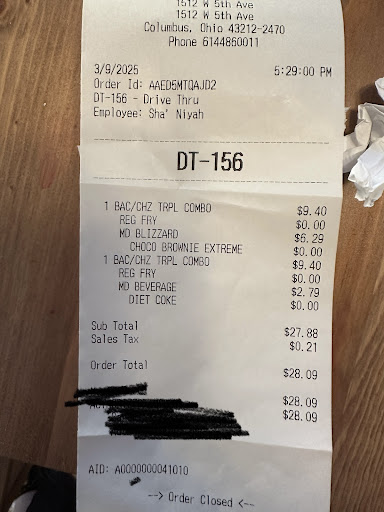 1512 W 5th Ave
1512 W 5th Ave
Columbus, Ohio 43212-2470
Phone 6144860011
3/9/2025 5:29:00 PM
Order Id: AAED5MTQAJD2
DT-156 - Drive Thru
Employee: Sha' Niyah
DT-156
1 BAC/CHZ TRPL COMBO $9.40
REG FRY $0.00
MD BLIZZARD $6.29
CHOCO BROWNIE EXTREME $0.00
1 BAC/CHZ TRPL COMBO $9.40
REG FRY $0.00
MD BEVERAGE $2.79
DIET COKE $0.00
Sub Total $27.88
Sales Tax $0.21
Order Total $28.09
$28.09
$28.09
AID: A0000000041010
--> Order Closed <--